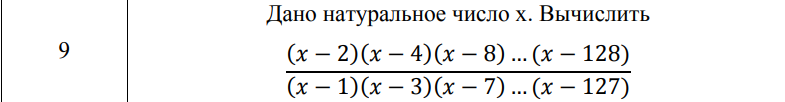 Дано натуральное число x. Вычислить
9
(𝑥 − 2)(𝑥 − 4)(𝑥 − 8) … (𝑥 − 128)
(𝑥 − 1)(𝑥 − 3)(𝑥 − 7) … (𝑥 − 127)